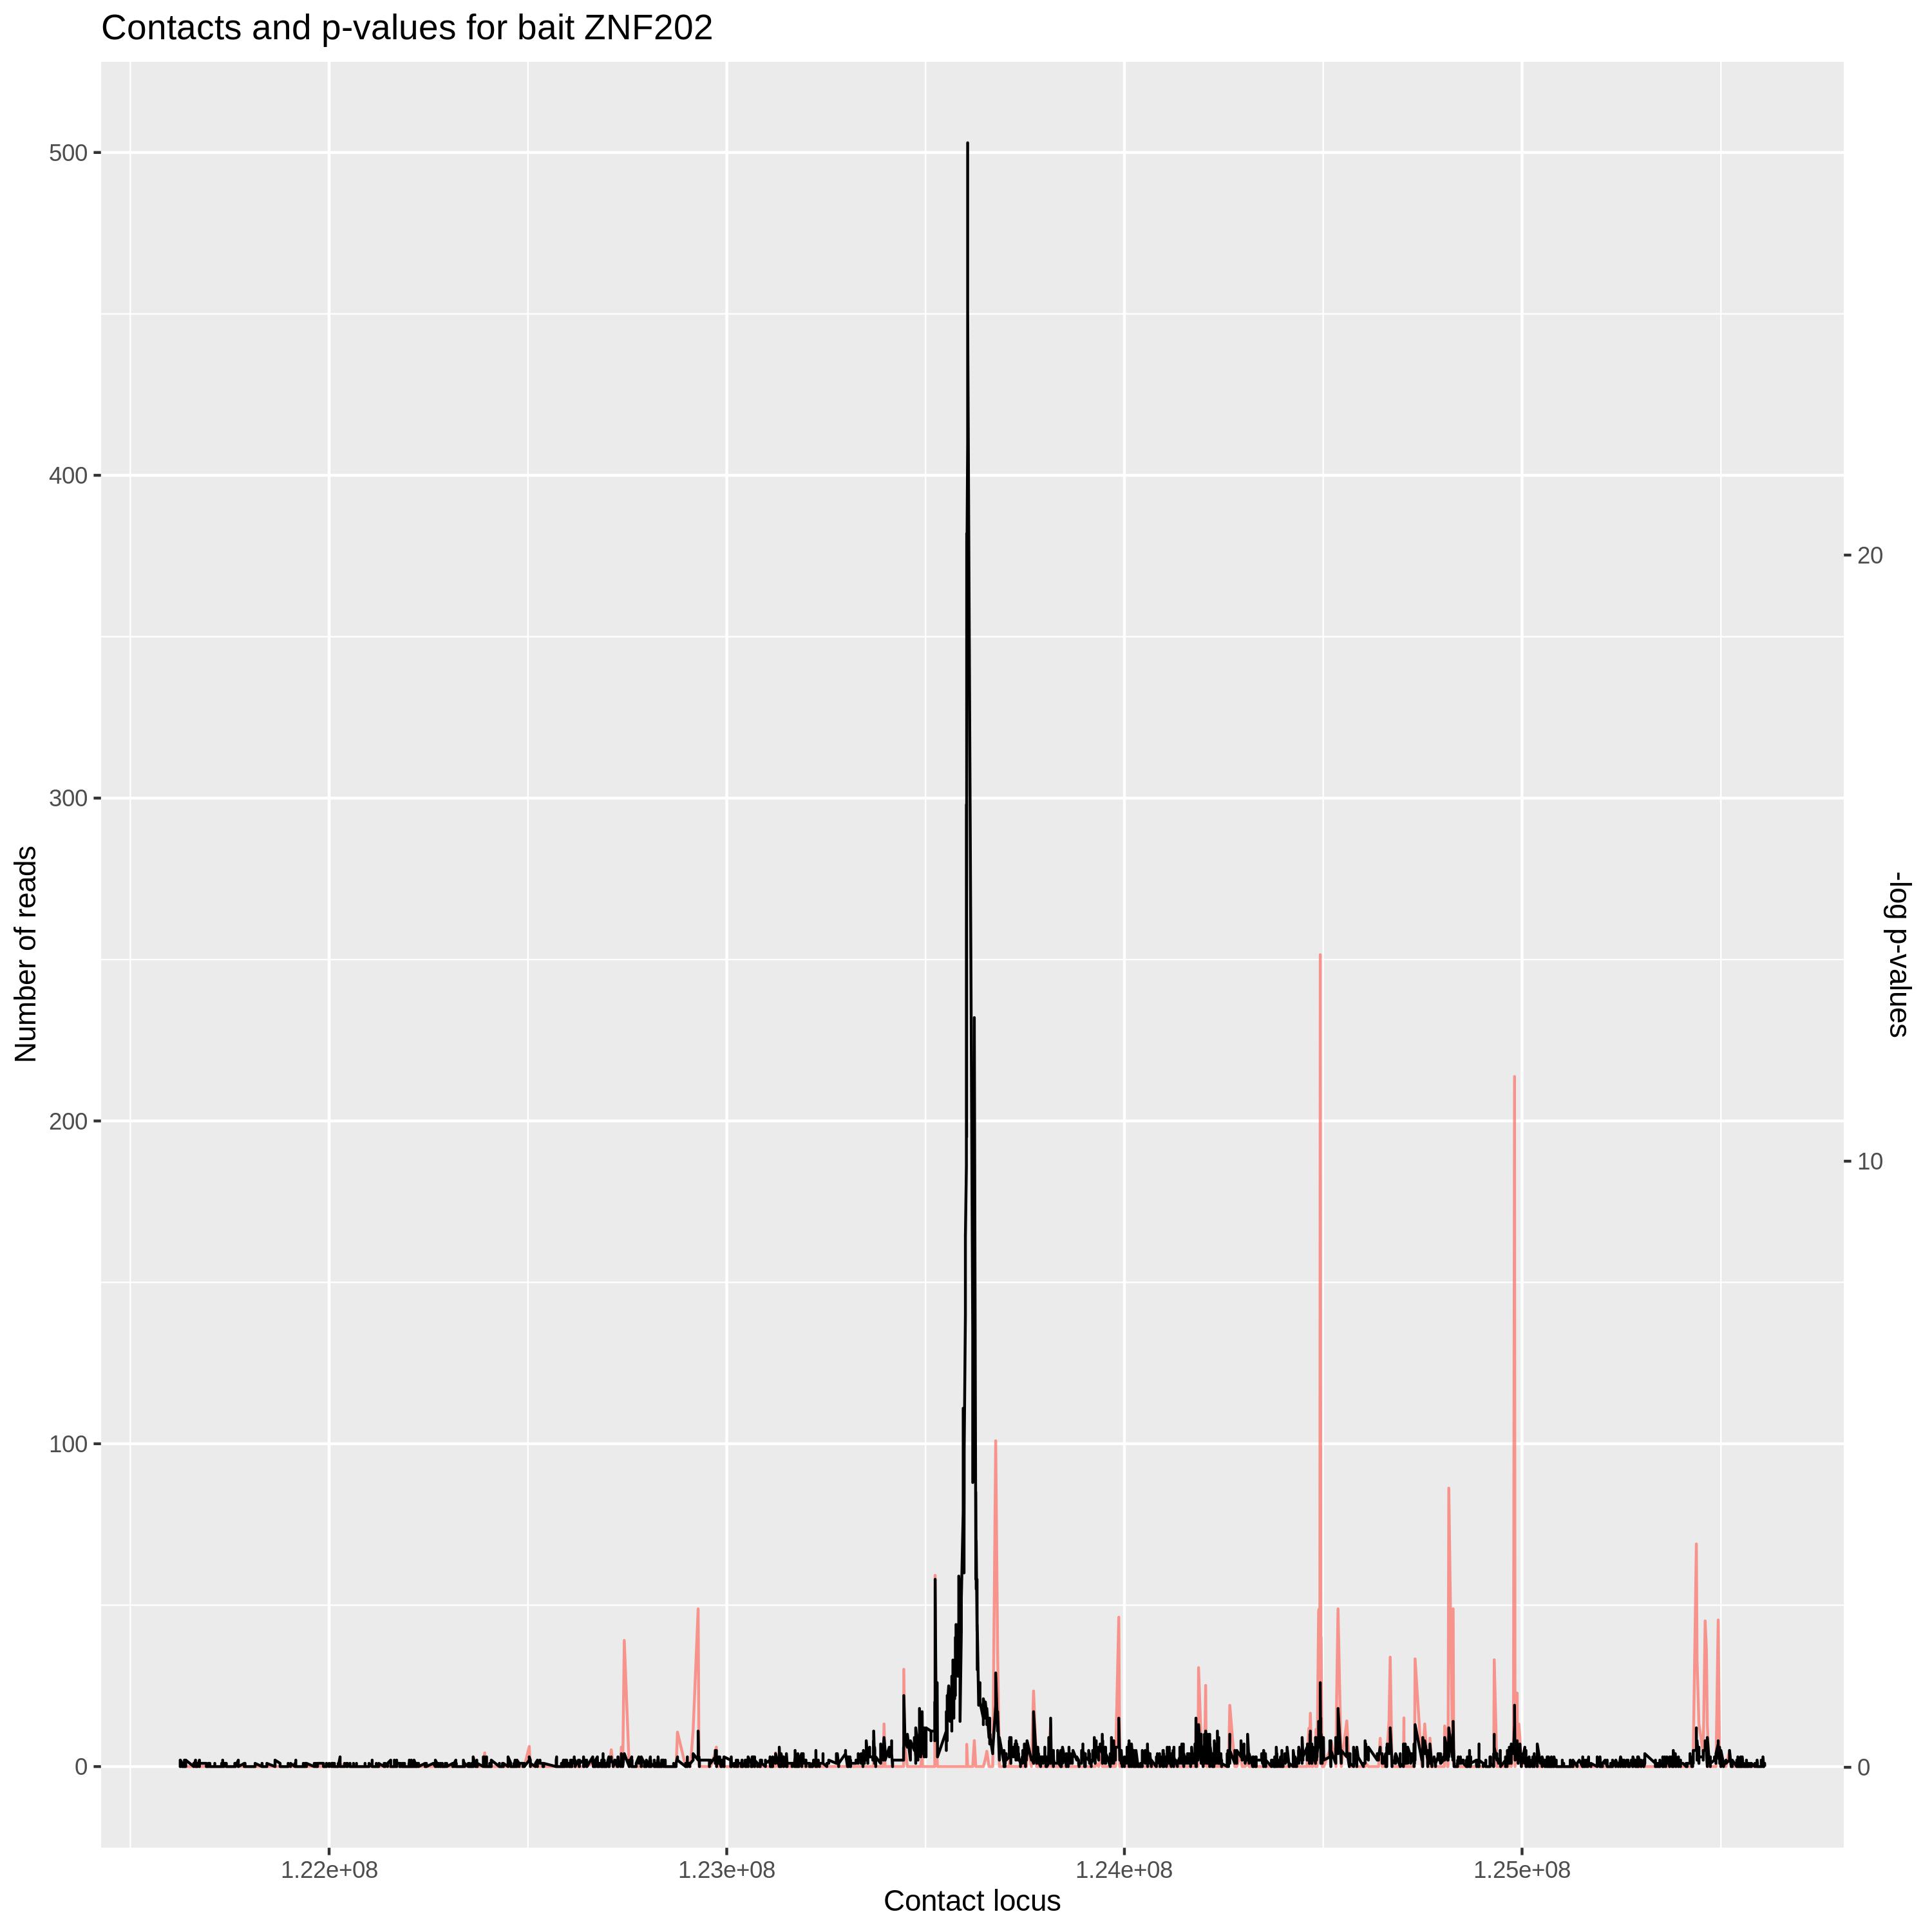 Contacts and p-values for bait ZNF202
500
400
300
200
100
0
Number of reads
20
10
0
-log p-values
1.22e+08 1.23e+08 1.24e+08 1.25e+08
Contact locus